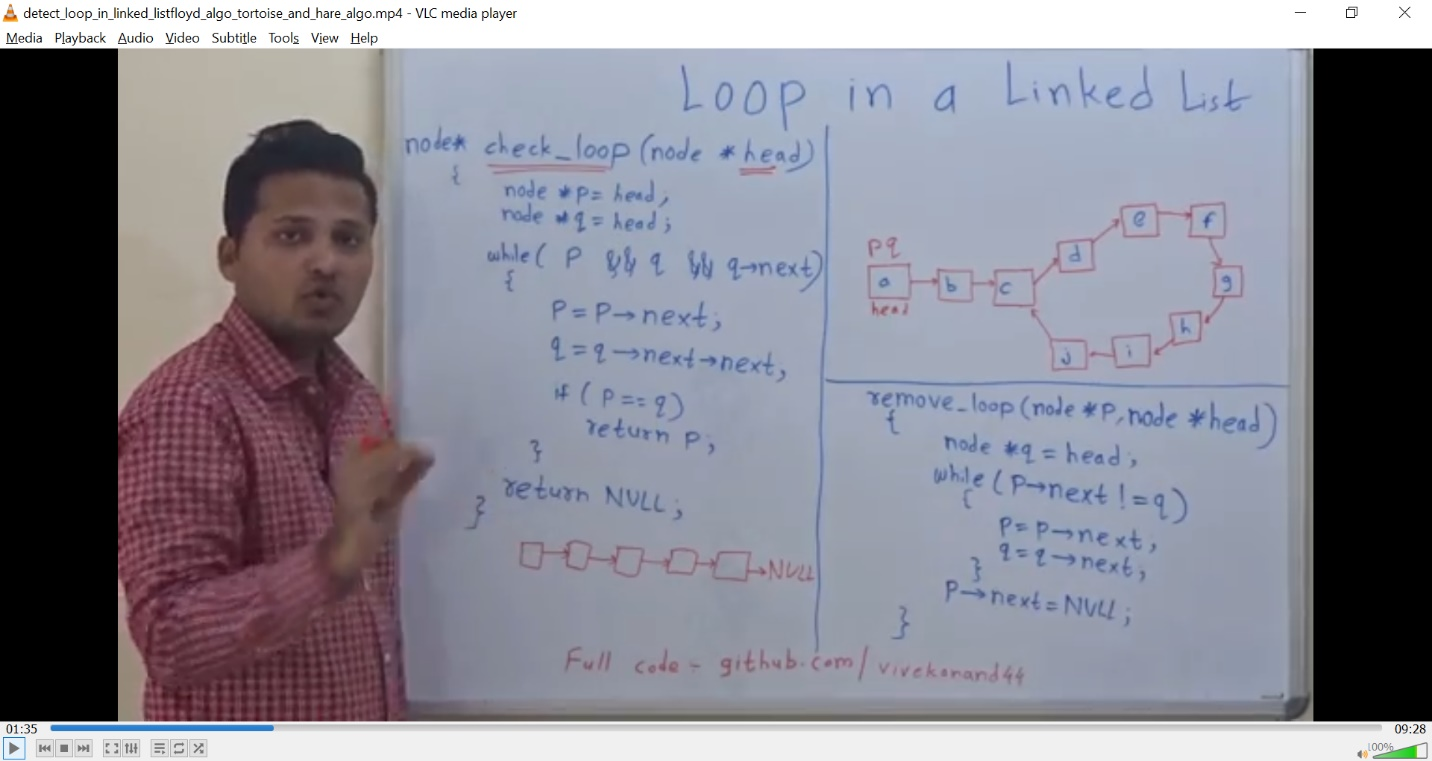 detect_loop_in_linked_listfloyd_algo_tortoise_and_hare_algo.mp4 - VLC media player
Media Playback Audio Video Subtitle Tools View Help
Loop in a Linked List
node* check_loop (node *head)
{
node *p = head;
node *q = head;
while( p && q && q→next)
{
p = p→next;
q = q→next→next;
if ( p == q)
return p;
}
return NULL;
}
→NULL
pq
a
b
c
d
e
f
g
h
i
j
head
remove_loop (node *p, node *head)
{
node *q = head;
while (p→next != q)
{
p = p→next;
q = q→next;
}
p→next = NULL;
}
Full code - github.com/vivekanand44
01:35
09:28
100%